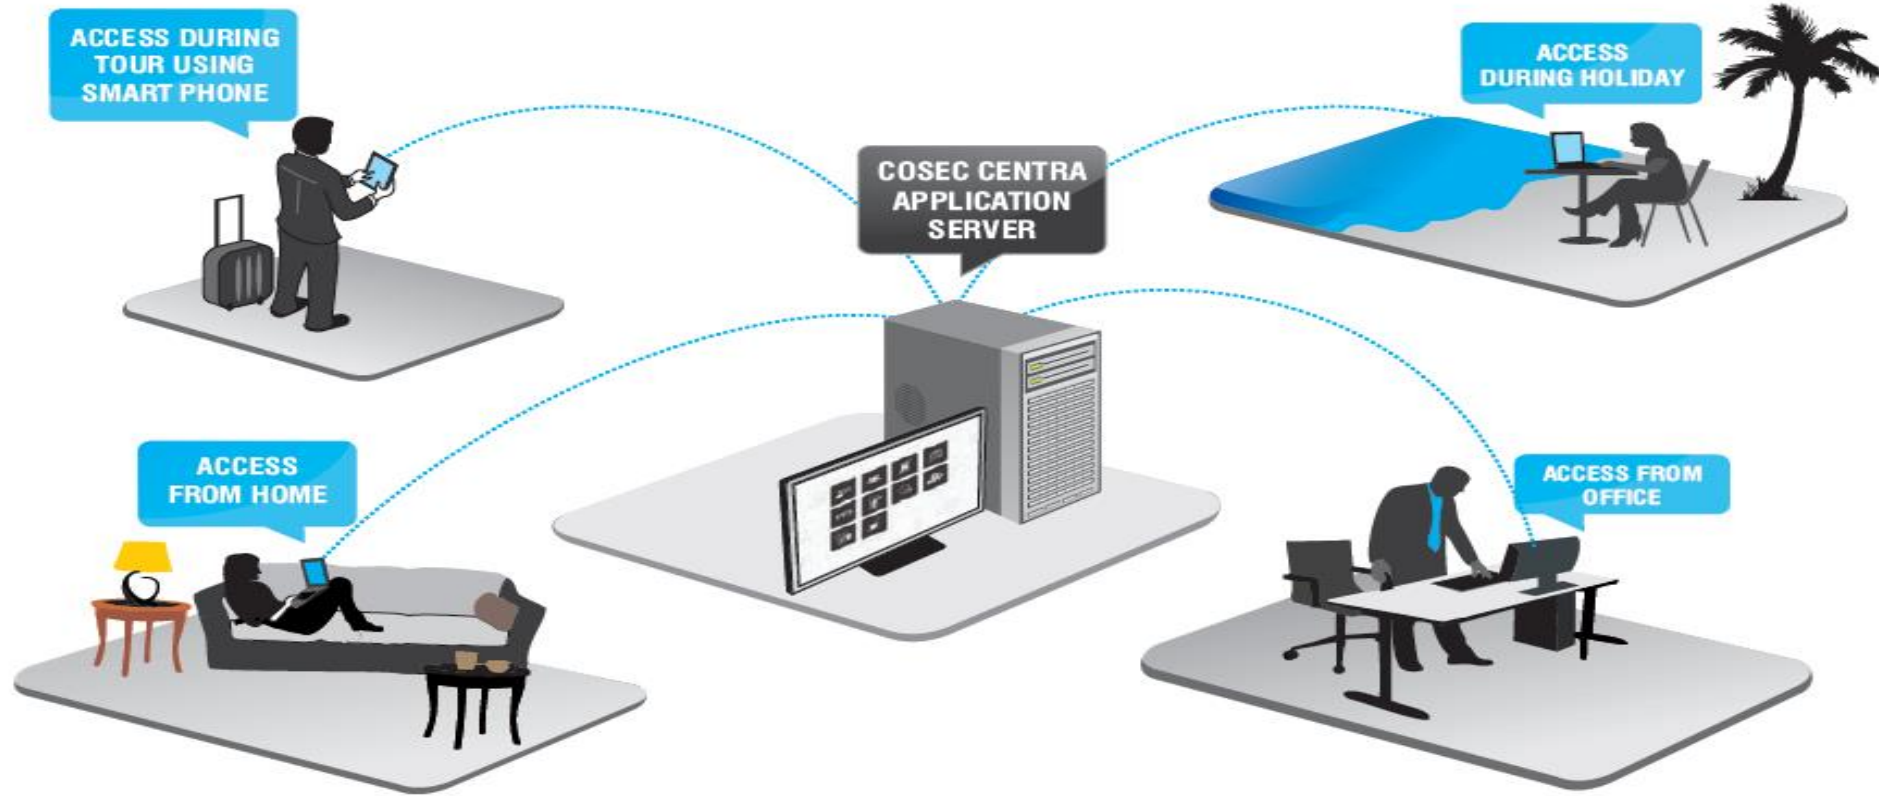 ACCESS DURING
TOUR USING
SMART PHONE
ACCESS
DURING HOLIDAY
COSEC CENTRA
APPLICATION
SERVER
ACCESS
FROM HOME
ACCESS FROM
OFFICE